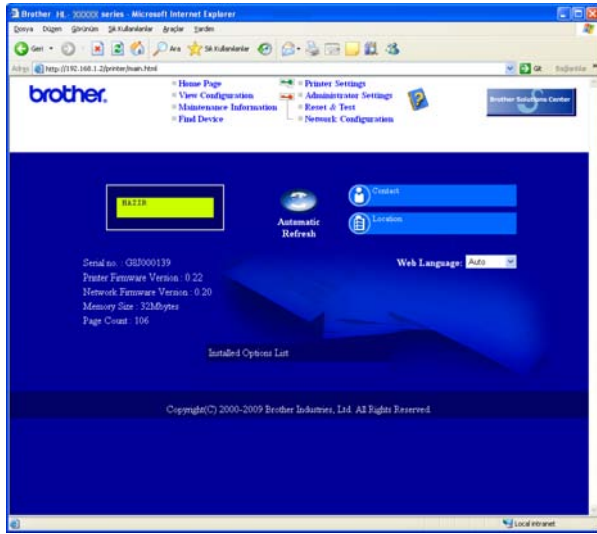 Brother HL- XXXXX series - Microsoft Internet Explorer
Dosya Düzen Görünüm Sık Kullanılanlar Araçlar Yardım
Geri Ara Sık Kullanılanlar
Adres http://192.168.1.2/printer/main.html Git Bağlantılar
brother.
Home Page
View Configuration
Maintenance Information
Find Device
Printer Settings
Administrator Settings
Reset & Test
Network Configuration
Brother Solutions Center
HAZIR
Automatic
Refresh
Contact
Location
Web Language: Auto
Serial no. : G8J000139
Printer Firmware Version : 0.22
Network Firmware Version : 0.20
Memory Size : 32Mbytes
Page Count : 106
Installed Options List
Copyright(C) 2000-2009 Brother Industries, Ltd. All Rights Reserved.
Local intranet